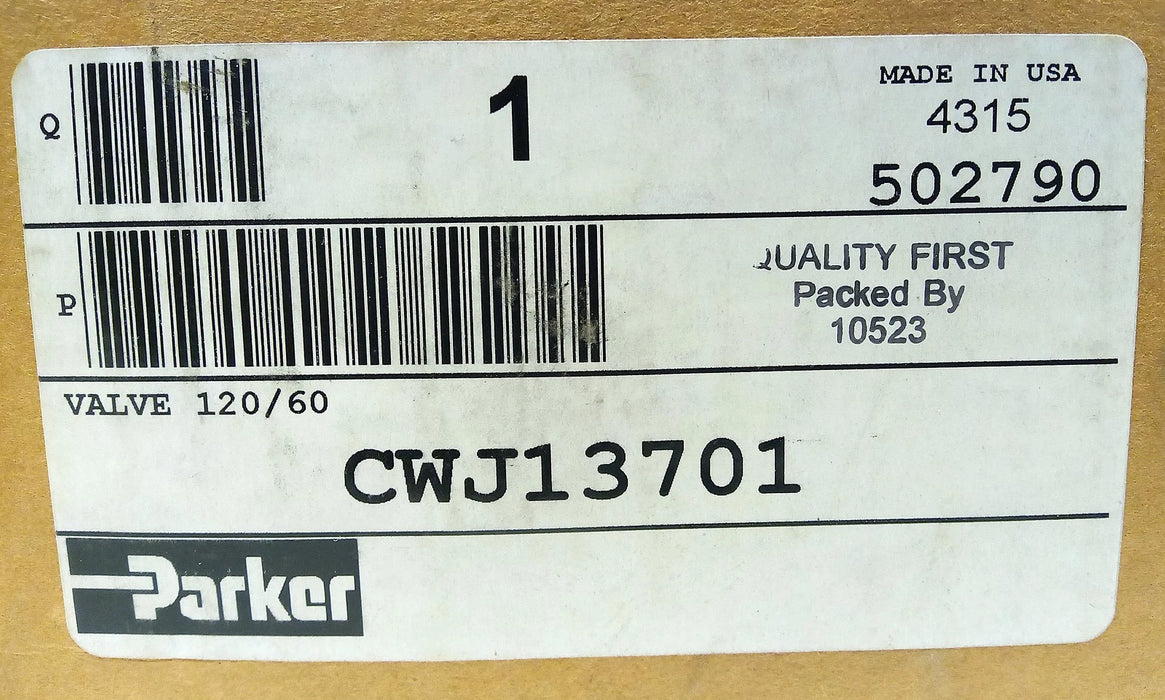 Q
1
MADE IN USA
4315
502790
P
QUALITY FIRST
Packed By
10523
VALVE 120/60
CWJ13701
Parker